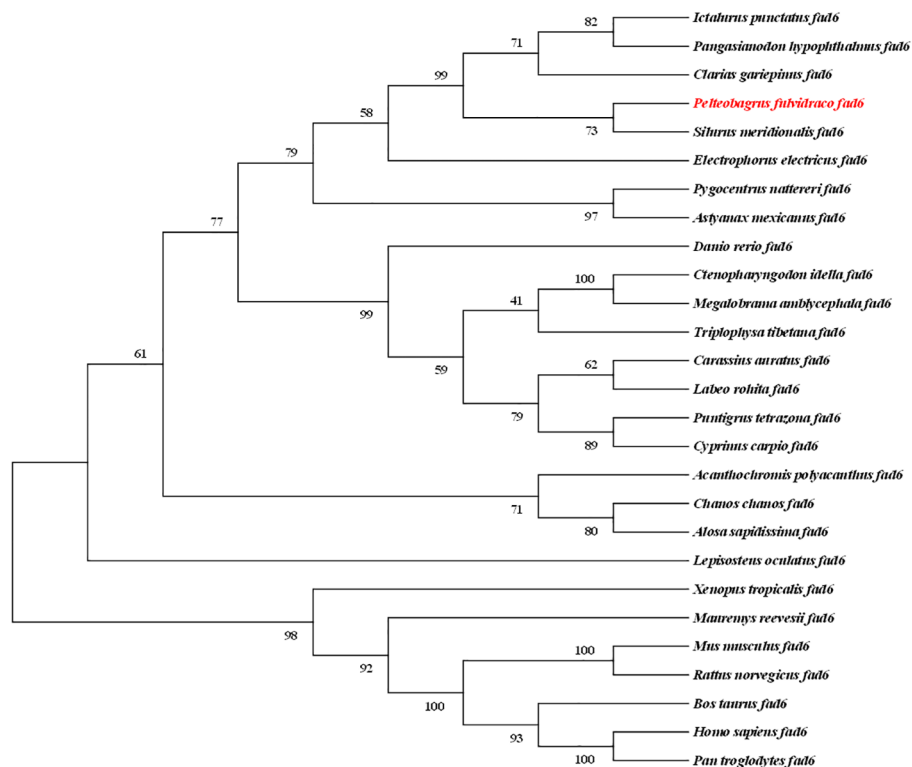 82
Ictalurus punctatus fad6
Pangasianodon hypophthalmus fad6
71
Clarias gariepinus fad6
99
Pelteobagrus fulvidraco fad6
58
73
Silurus meridionalis fad6
79
Electrophorus electricus fad6
Pygocentrus nattereri fad6
97
Astyanax mexicanus fad6
77
Danio rerio fad6
100
Ctenopharyngodon idella fad6
41
Megalobrama amblycephala fad6
99
Triplophysa tibetana fad6
61
62
Carassius auratus fad6
59
Labeo rohita fad6
79
Puntigrus tetrazona fad6
89
Cyprinus carpio fad6
Acanthochromis polyacanthus fad6
71
Chanos chanos fad6
80
Alosa sapidissima fad6
Lepisosteus oculatus fad6
Xenopus tropicalis fad6
98
Mauremys reevesii fad6
92
100
Mus musculus fad6
Rattus norvegicus fad6
100
Bos taurus fad6
93
Homo sapiens fad6
100
Pan troglodytes fad6